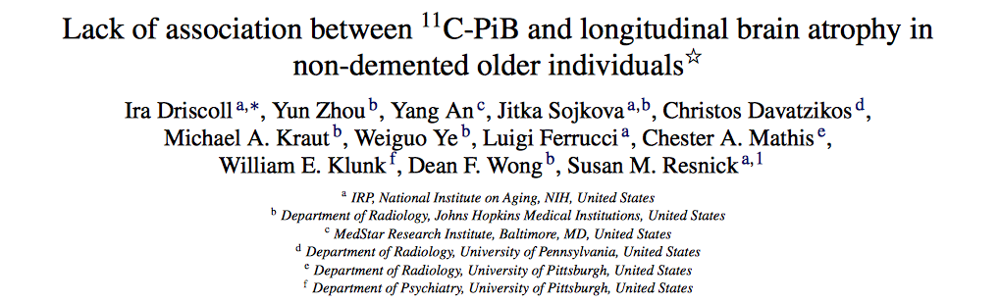 Lack of association between ¹¹C-PiB and longitudinal brain atrophy in
non-demented older individuals☆
Ira Driscoll a,*, Yun Zhou b, Yang An c, Jitka Sojkova a,b, Christos Davatzikos d,
Michael A. Kraut b, Weiguo Ye b, Luigi Ferrucci a, Chester A. Mathis e,
William E. Klunk f, Dean F. Wong b, Susan M. Resnick a,1
a IRP, National Institute on Aging, NIH, United States
b Department of Radiology, Johns Hopkins Medical Institutions, United States
c MedStar Research Institute, Baltimore, MD, United States
d Department of Radiology, University of Pennsylvania, United States
e Department of Radiology, University of Pittsburgh, United States
f Department of Psychiatry, University of Pittsburgh, United States